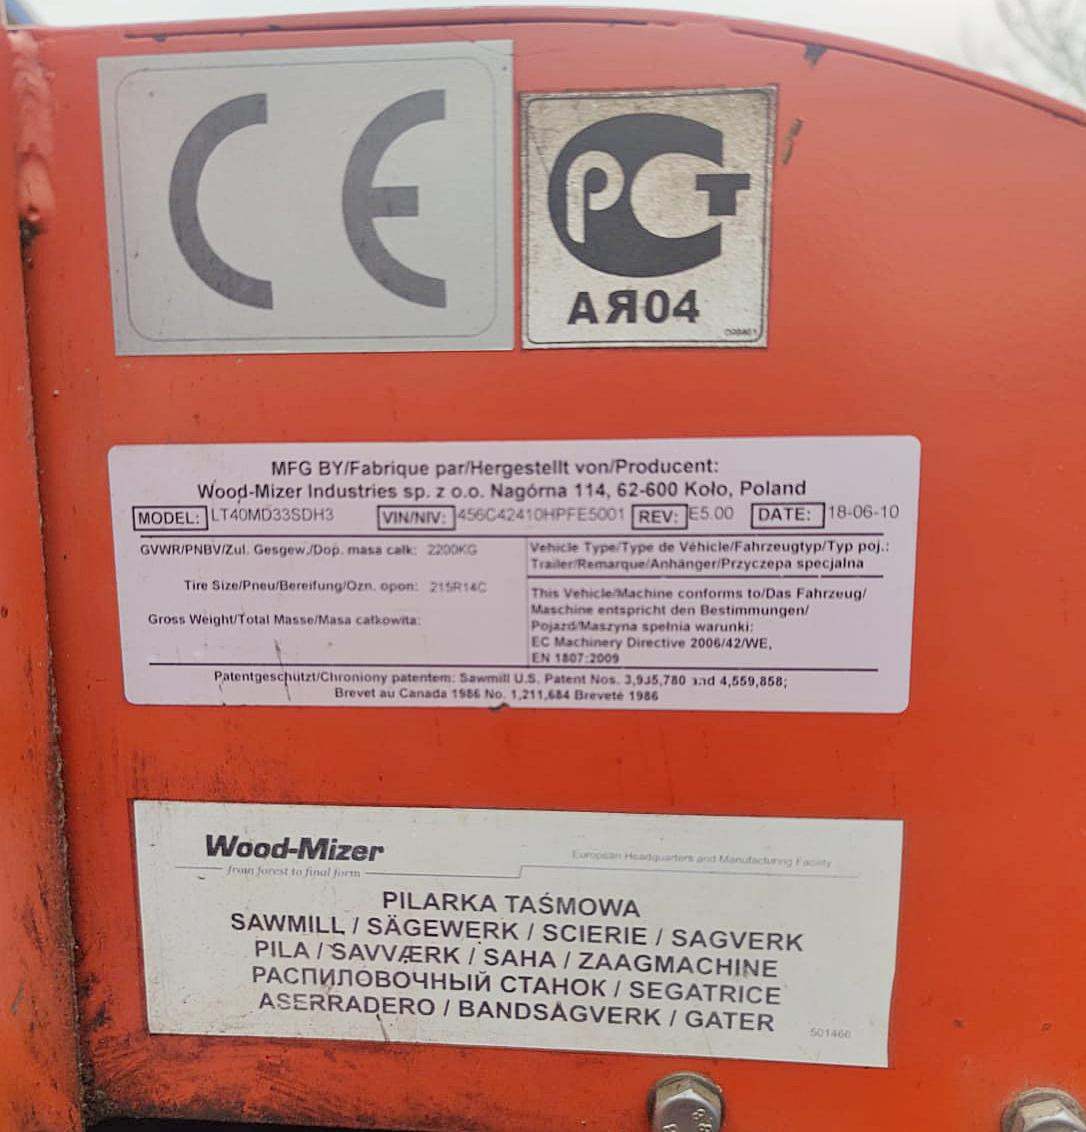 CE
РСТ
АЯ04
MFG BY/Fabrique par/Hergestellt von/Producent:
Wood-Mizer Industries sp. z o.o. Nagórna 114, 62-600 Koło, Poland
MODEL: LT40MD33SDH3 VIN/NIV: 456C42410HPFE5001 REV: E5.00 DATE: 18-06-10
GVWR/PNBV/Zul. Gesgew./Dop. masa całk: 2200KG
Tire Size/Pneu/Bereifung/Ozn. opon: 215R14C
Gross Weight/Total Masse/Masa całkowita:
Vehicle Type/Type de Véhicle/Fahrzeugtyp/Typ poj.:
Trailer/Remarque/Anhänger/Przyczepa specjalna
This Vehicle/Machine conforms to/Das Fahrzeug/
Maschine entspricht den Bestimmungen/
Pojazd/Maszyna spełnia warunki:
EC Machinery Directive 2006/42/WE,
EN 1807:2009
Patentgeschützt/Chroniony patentem: Sawmill U.S. Patent Nos. and 4,559,858;
Brevet au Canada 1986 No. 1,211,684 Breveté 1986
Wood-Mizer
from forest to final form
European Headquarters and Manufacturing Facility
PILARKA TAŚMOWA
SAWMILL / SÄGEWERK / SCIERIE / SAGVERK
PILA / SAVVÆRK / SAHA / ZAAGMACHINE
РАСПИЛОВОЧНЫЙ СТАНОК / SEGATRICE
ASERRADERO / BANDSÅGVERK / GATER
501466